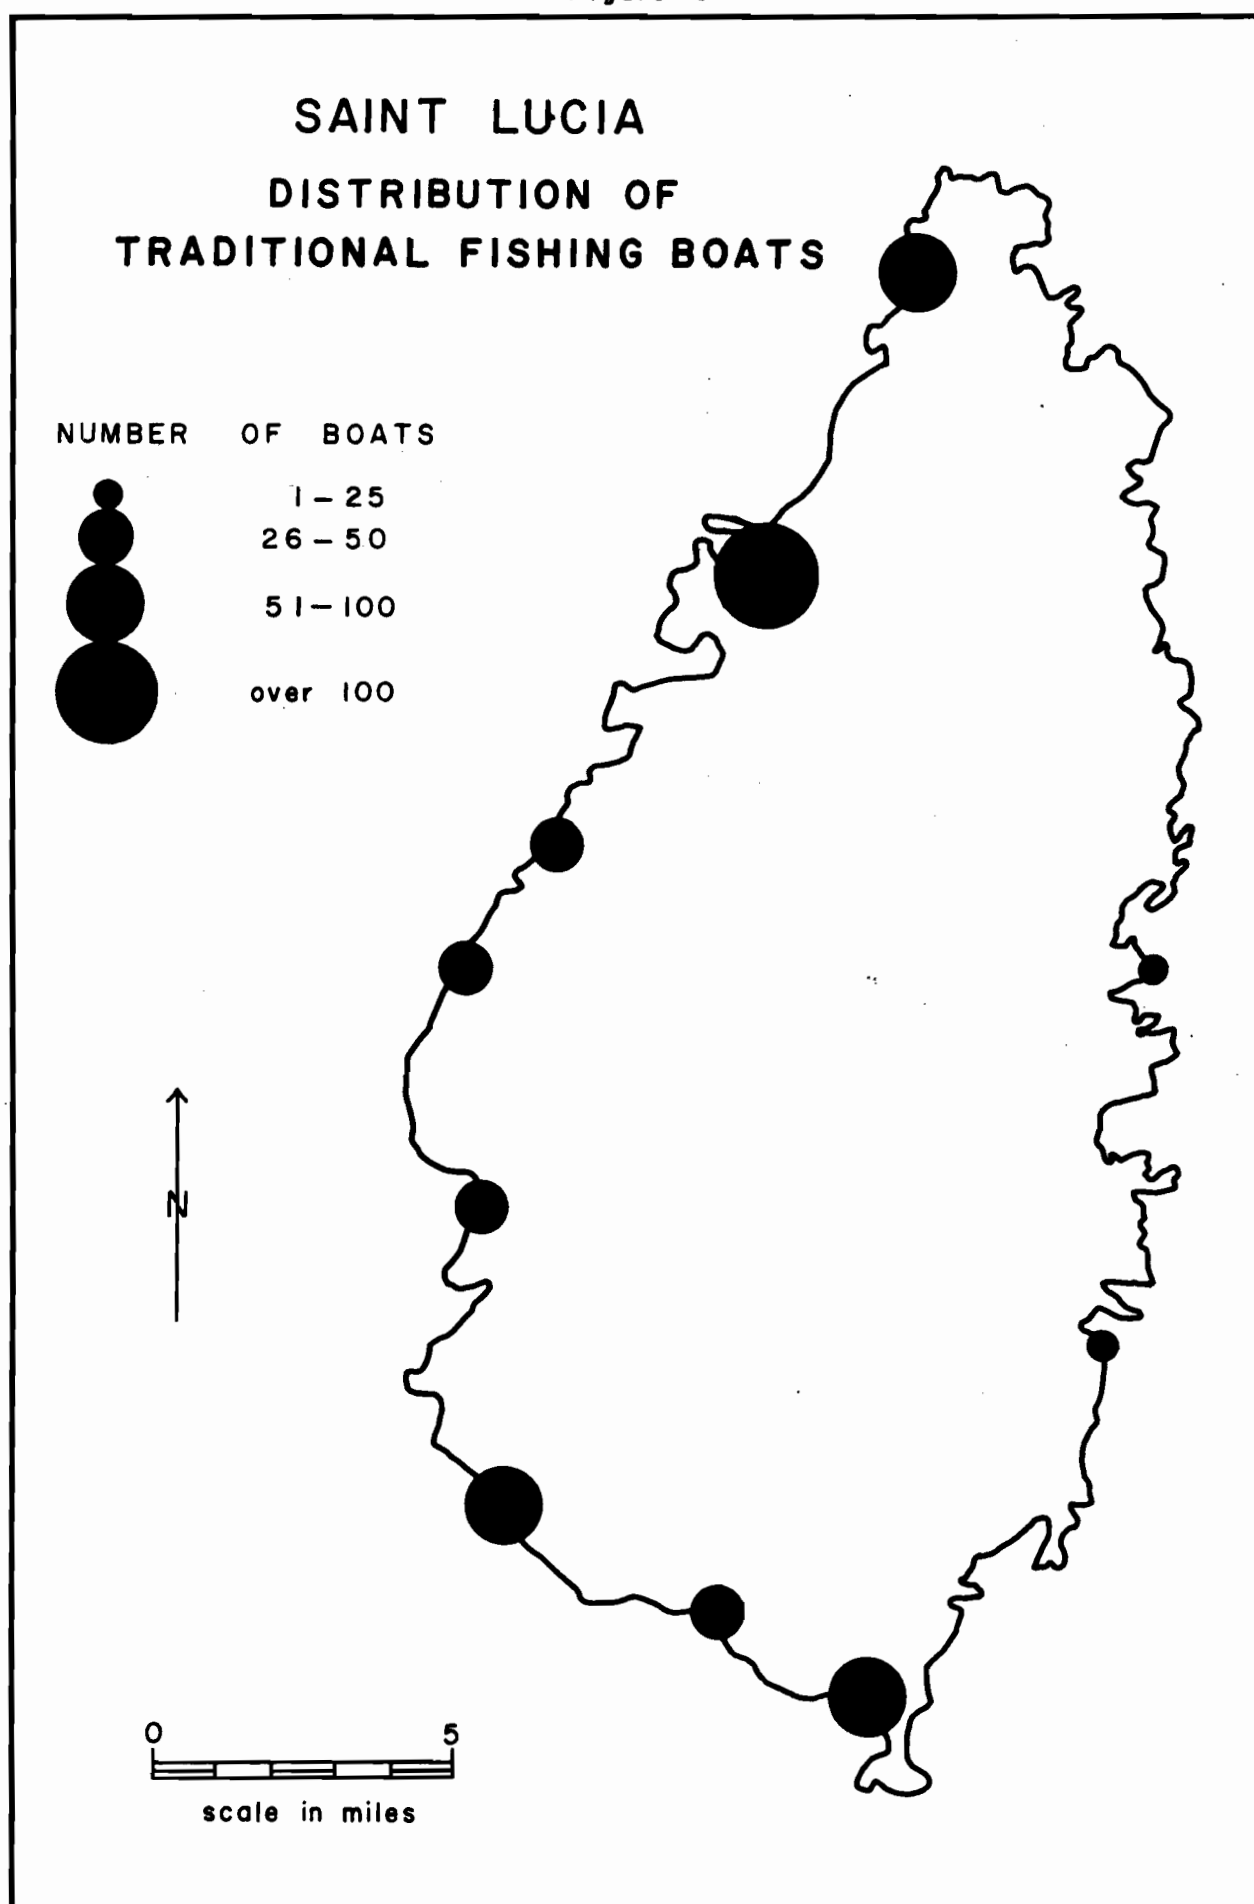 SAINT LUCIA
DISTRIBUTION OF
TRADITIONAL FISHING BOATS
NUMBER OF BOATS
1-25
26-50
51-100
over 100
N
0 5
scale in miles